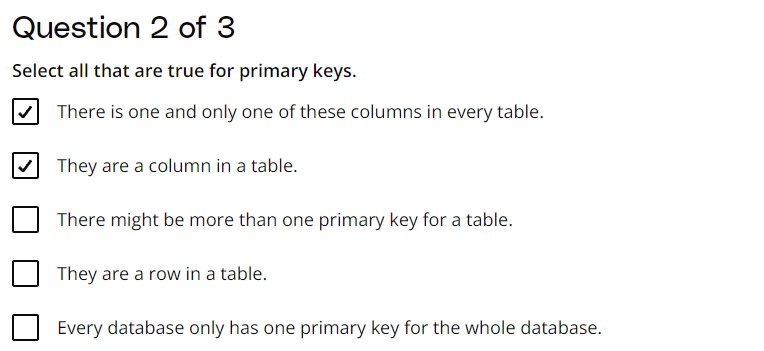 Question 2 of 3
Select all that are true for primary keys.
There is one and only one of these columns in every table.
They are a column in a table.
There might be more than one primary key for a table.
They are a row in a table.
Every database only has one primary key for the whole database.